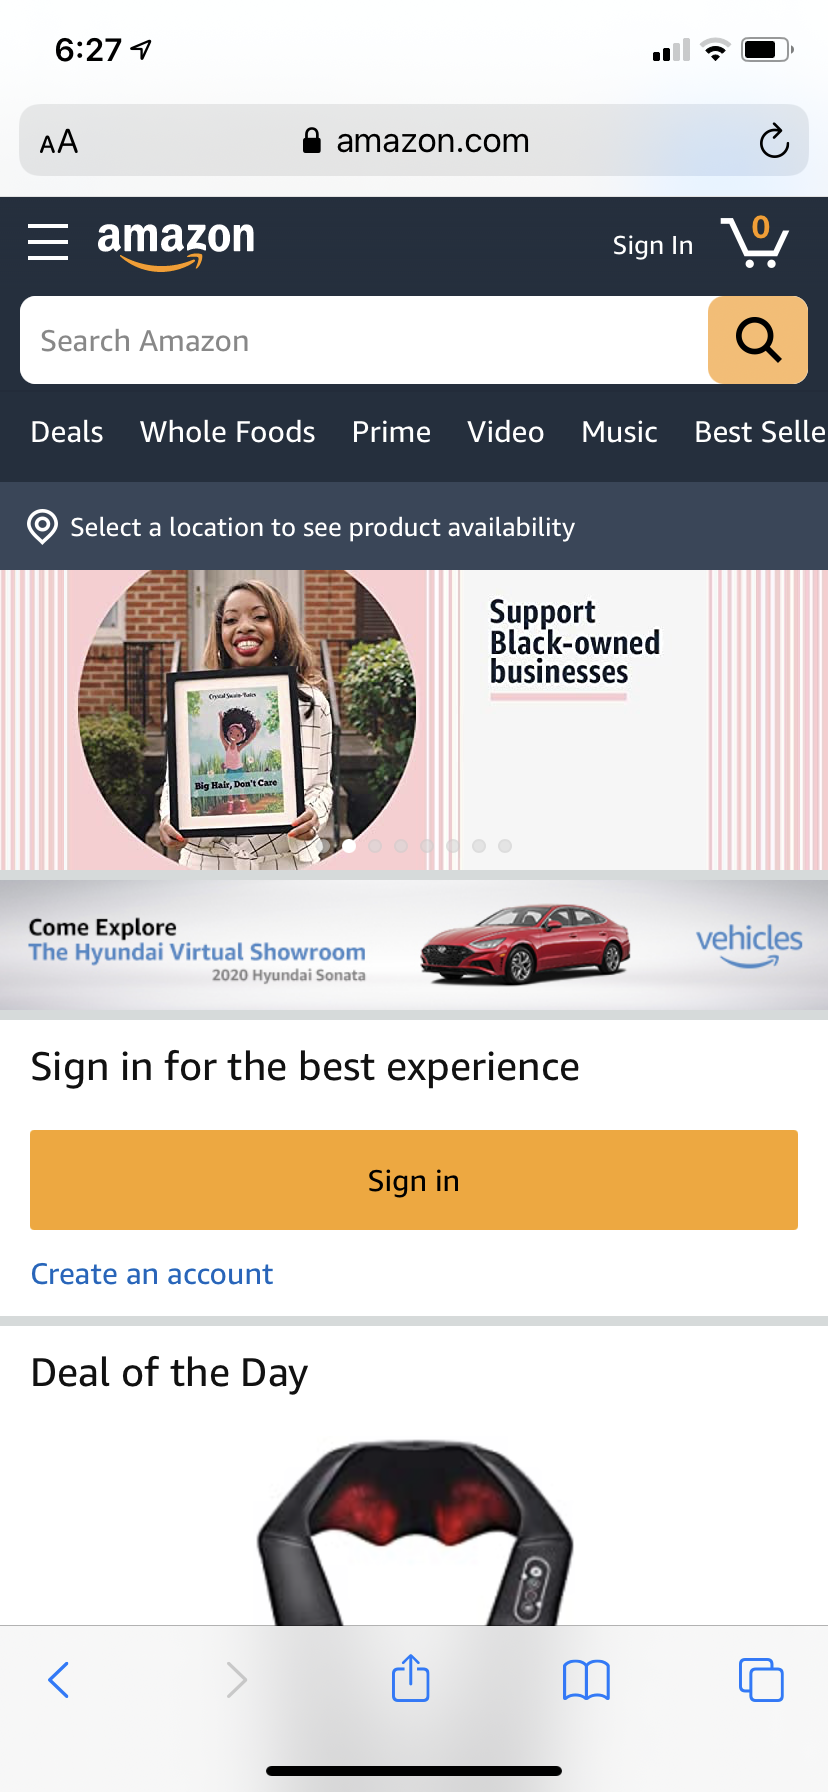 6:27
AA amazon.com
amazon Sign In 0
Search Amazon
Deals Whole Foods Prime Video Music Best Selle
Select a location to see product availability
Support
Black-owned
businesses
Crystal Swain-Bates
Big Hair, Don't Care
Come Explore
The Hyundai Virtual Showroom
2020 Hyundai Sonata
vehicles
Sign in for the best experience
Sign in
Create an account
Deal of the Day